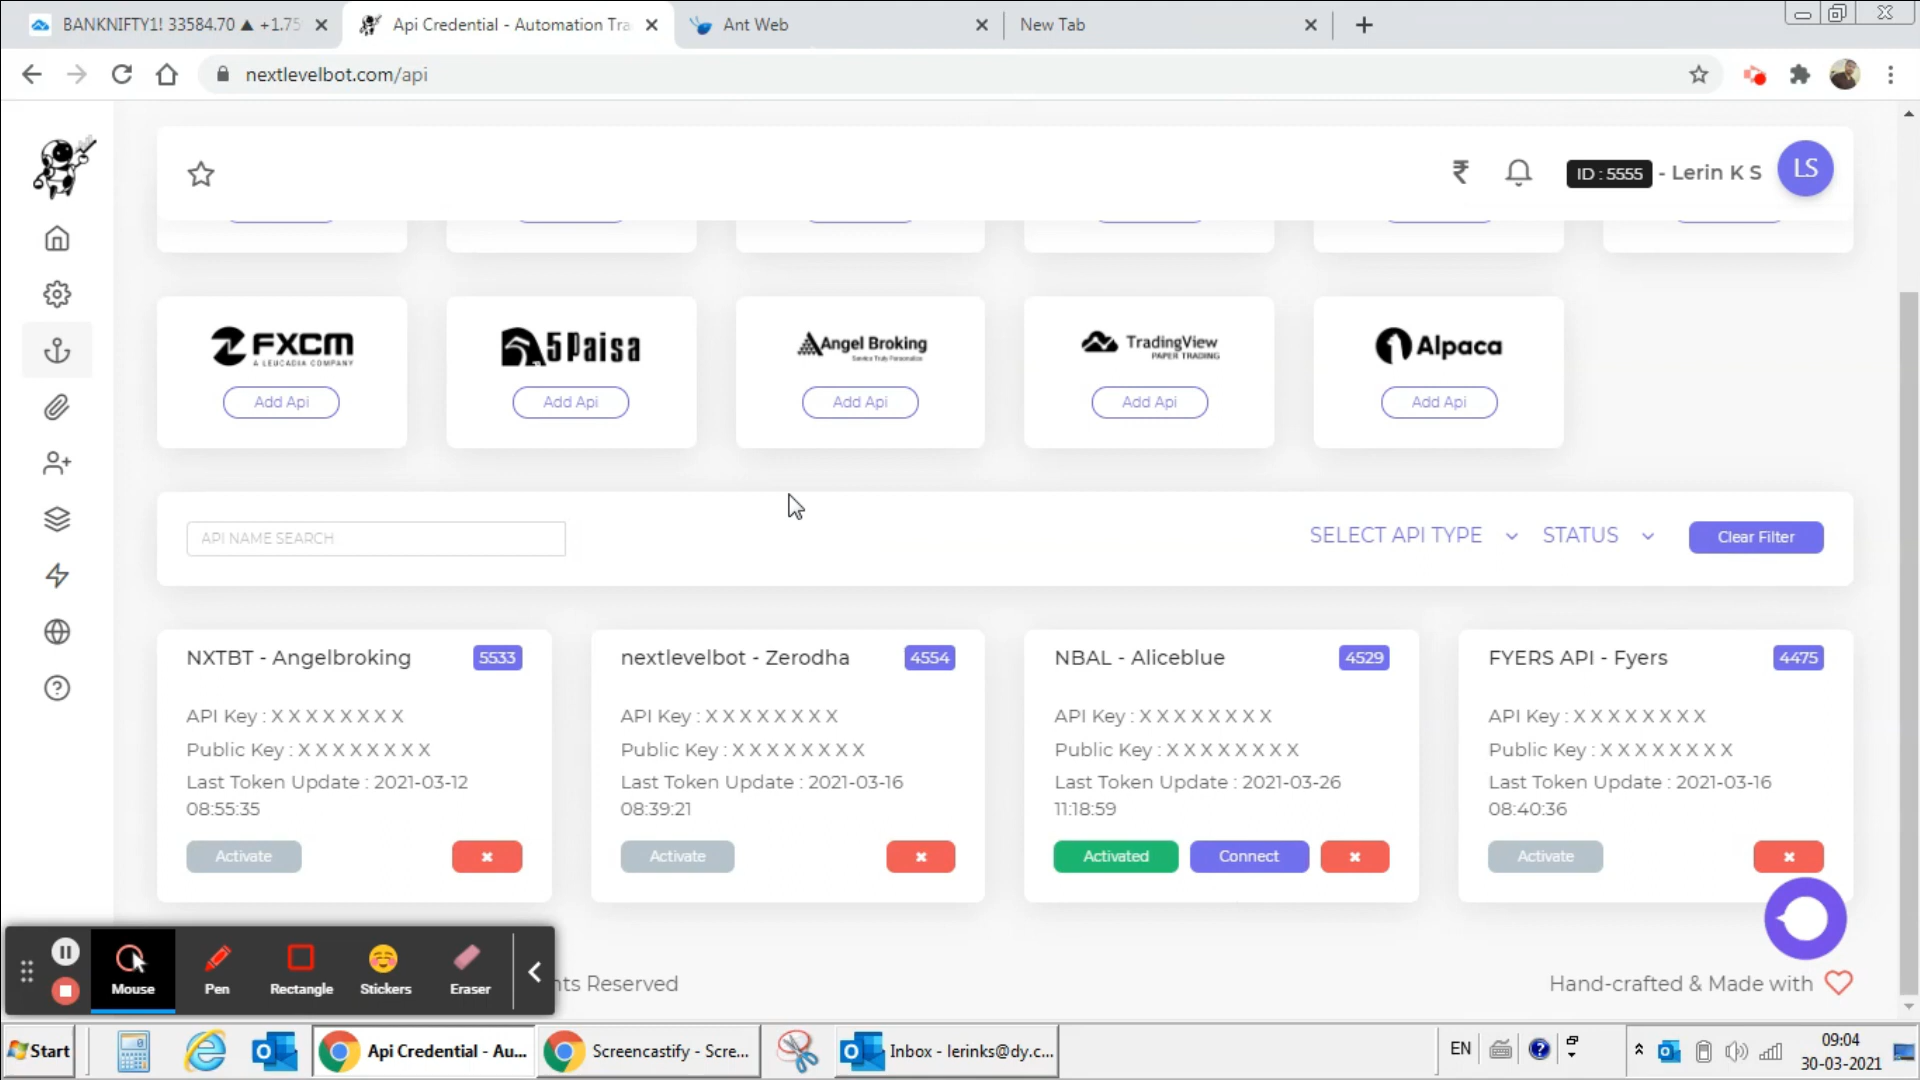 BANKNIFTY1! 33584.70 ▲ +1.75
Api Credential - Automation Tra
Ant Web
New Tab
nextlevelbot.com/api
ID : 5555 - Lerin K S
LS
FXCM
A LEUCADIA COMPANY
5Paisa
Angel Broking
Service Truly Personalized
TradingView
PAPER TRADING
Alpaca
Add Api
Add Api
Add Api
Add Api
Add Api
API NAME SEARCH
SELECT API TYPE
STATUS
Clear Filter
NXTBT - Angelbroking 5533
API Key : X X X X X X X X
Public Key : X X X X X X X X
Last Token Update : 2021-03-12
08:55:35
Activate
nextlevelbot - Zerodha 4554
API Key : X X X X X X X X
Public Key : X X X X X X X X
Last Token Update : 2021-03-16
08:39:21
Activate
NBAL - Aliceblue 4529
API Key : X X X X X X X X
Public Key : X X X X X X X X
Last Token Update : 2021-03-26
11:18:59
Activated Connect
FYERS API - Fyers 4475
API Key : X X X X X X X X
Public Key : X X X X X X X X
Last Token Update : 2021-03-16
08:40:36
Activate
Mouse
Pen
Rectangle
Stickers
Eraser
nts Reserved
Hand-crafted & Made with
Start
Api Credential - Au...
Screencastify - Scre...
Inbox - lerinks@dy.c...
EN
09:04
30-03-2021